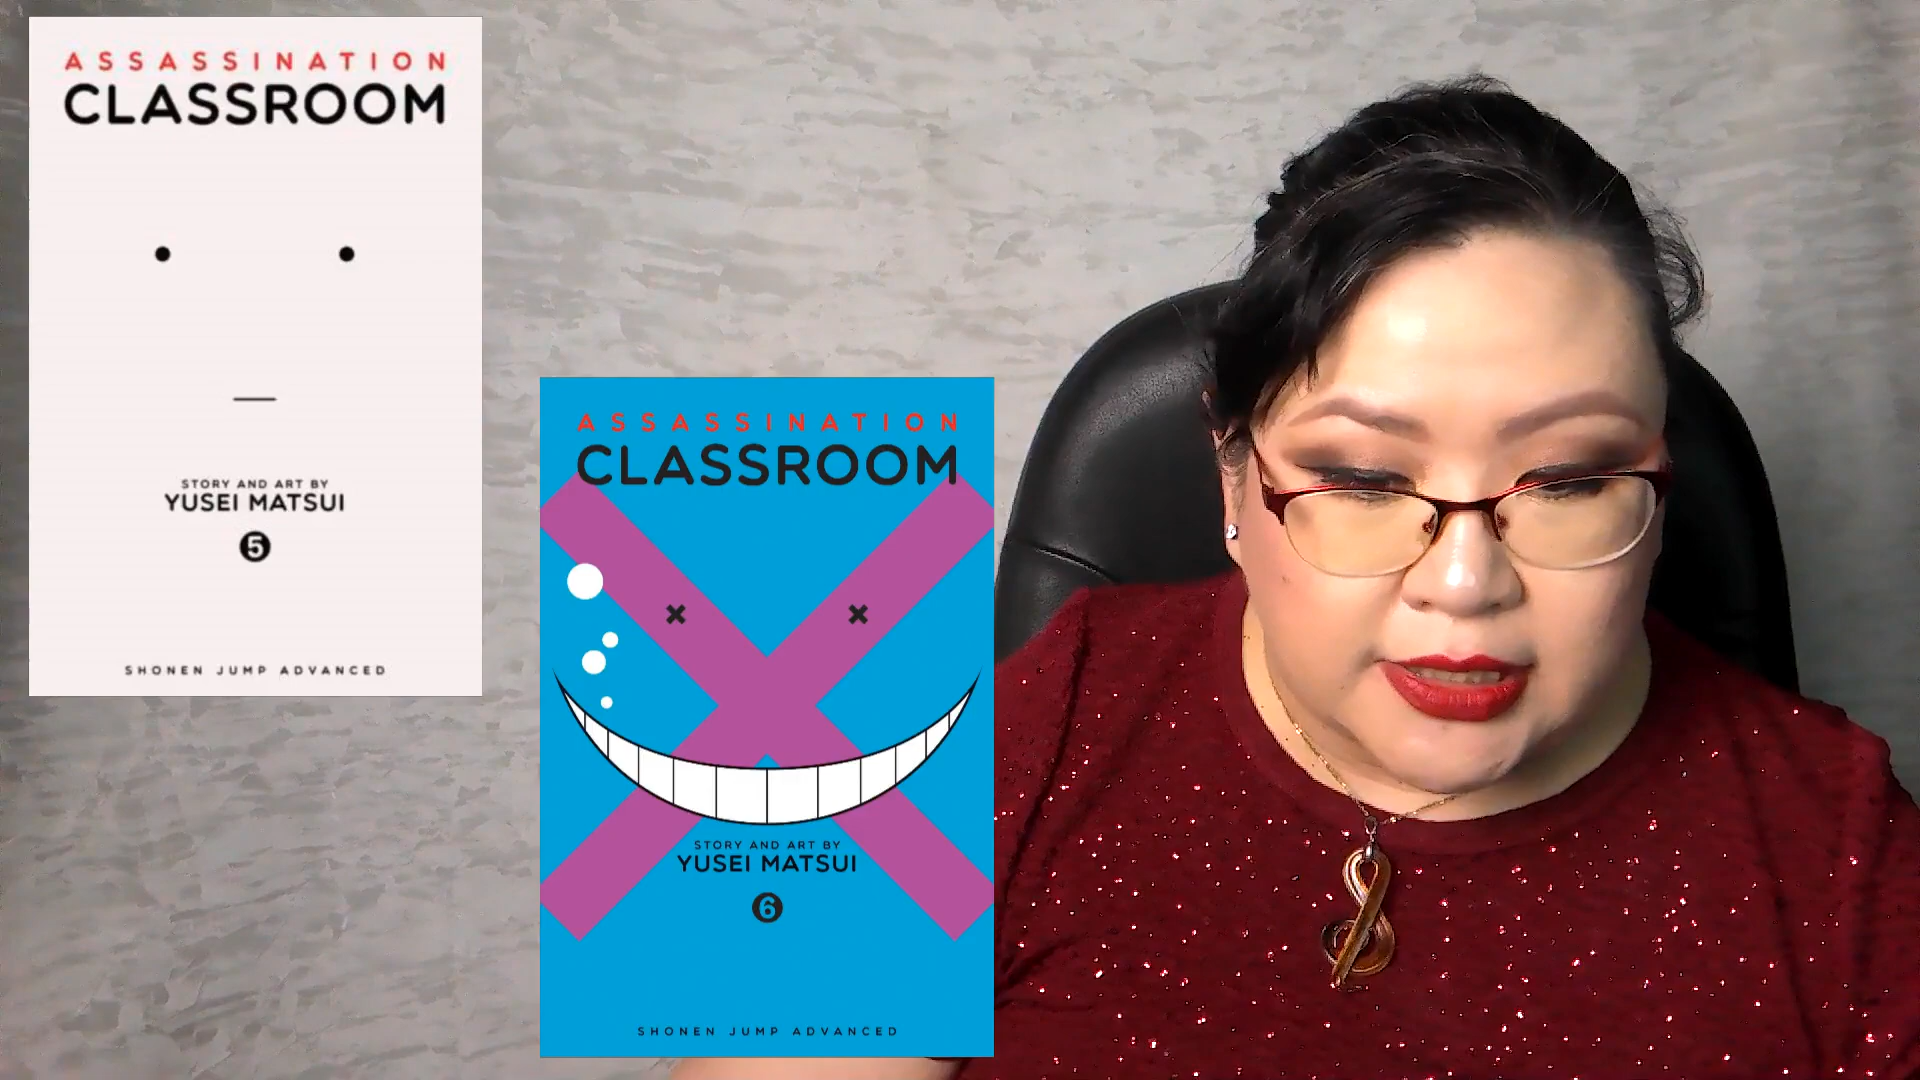 ASSASSINATION
CLASSROOM
STORY AND ART BY
YUSEI MATSUI
5
SHONEN JUMP ADVANCED
ASSASSINATION
CLASSROOM
STORY AND ART BY
YUSEI MATSUI
6
SHONEN JUMP ADVANCED